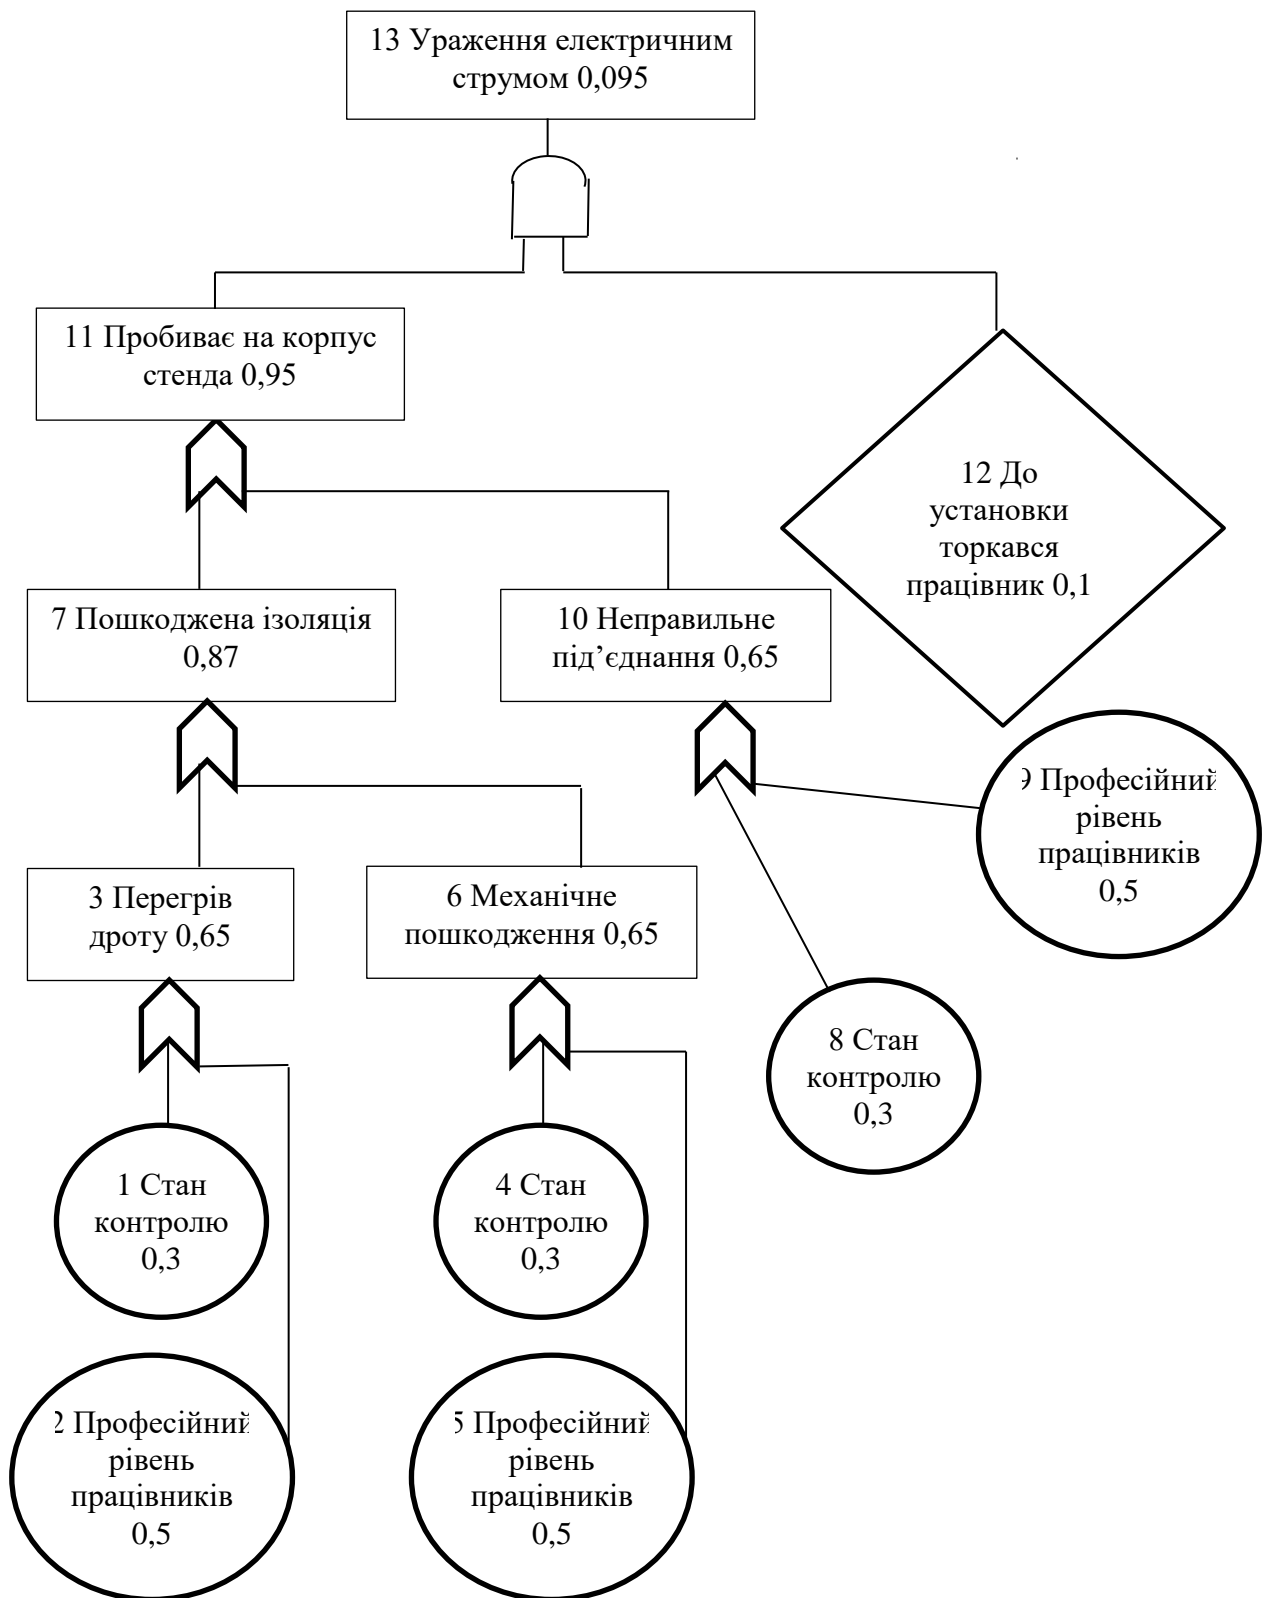 13 Ураження електричним
струмом 0,095
11 Пробиває на корпус
стенда 0,95
12 До
установки
торкався
працівник 0,1
7 Пошкоджена ізоляція
0,87
10 Неправильне
під’єднання 0,65
9 Професійний
рівень
працівників
0,5
3 Перегрів
дроту 0,65
6 Механічне
пошкодження 0,65
8 Стан
контролю
0,3
1 Стан
контролю
0,3
4 Стан
контролю
0,3
2 Професійний
рівень
працівників
0,5
5 Професійний
рівень
працівників
0,5